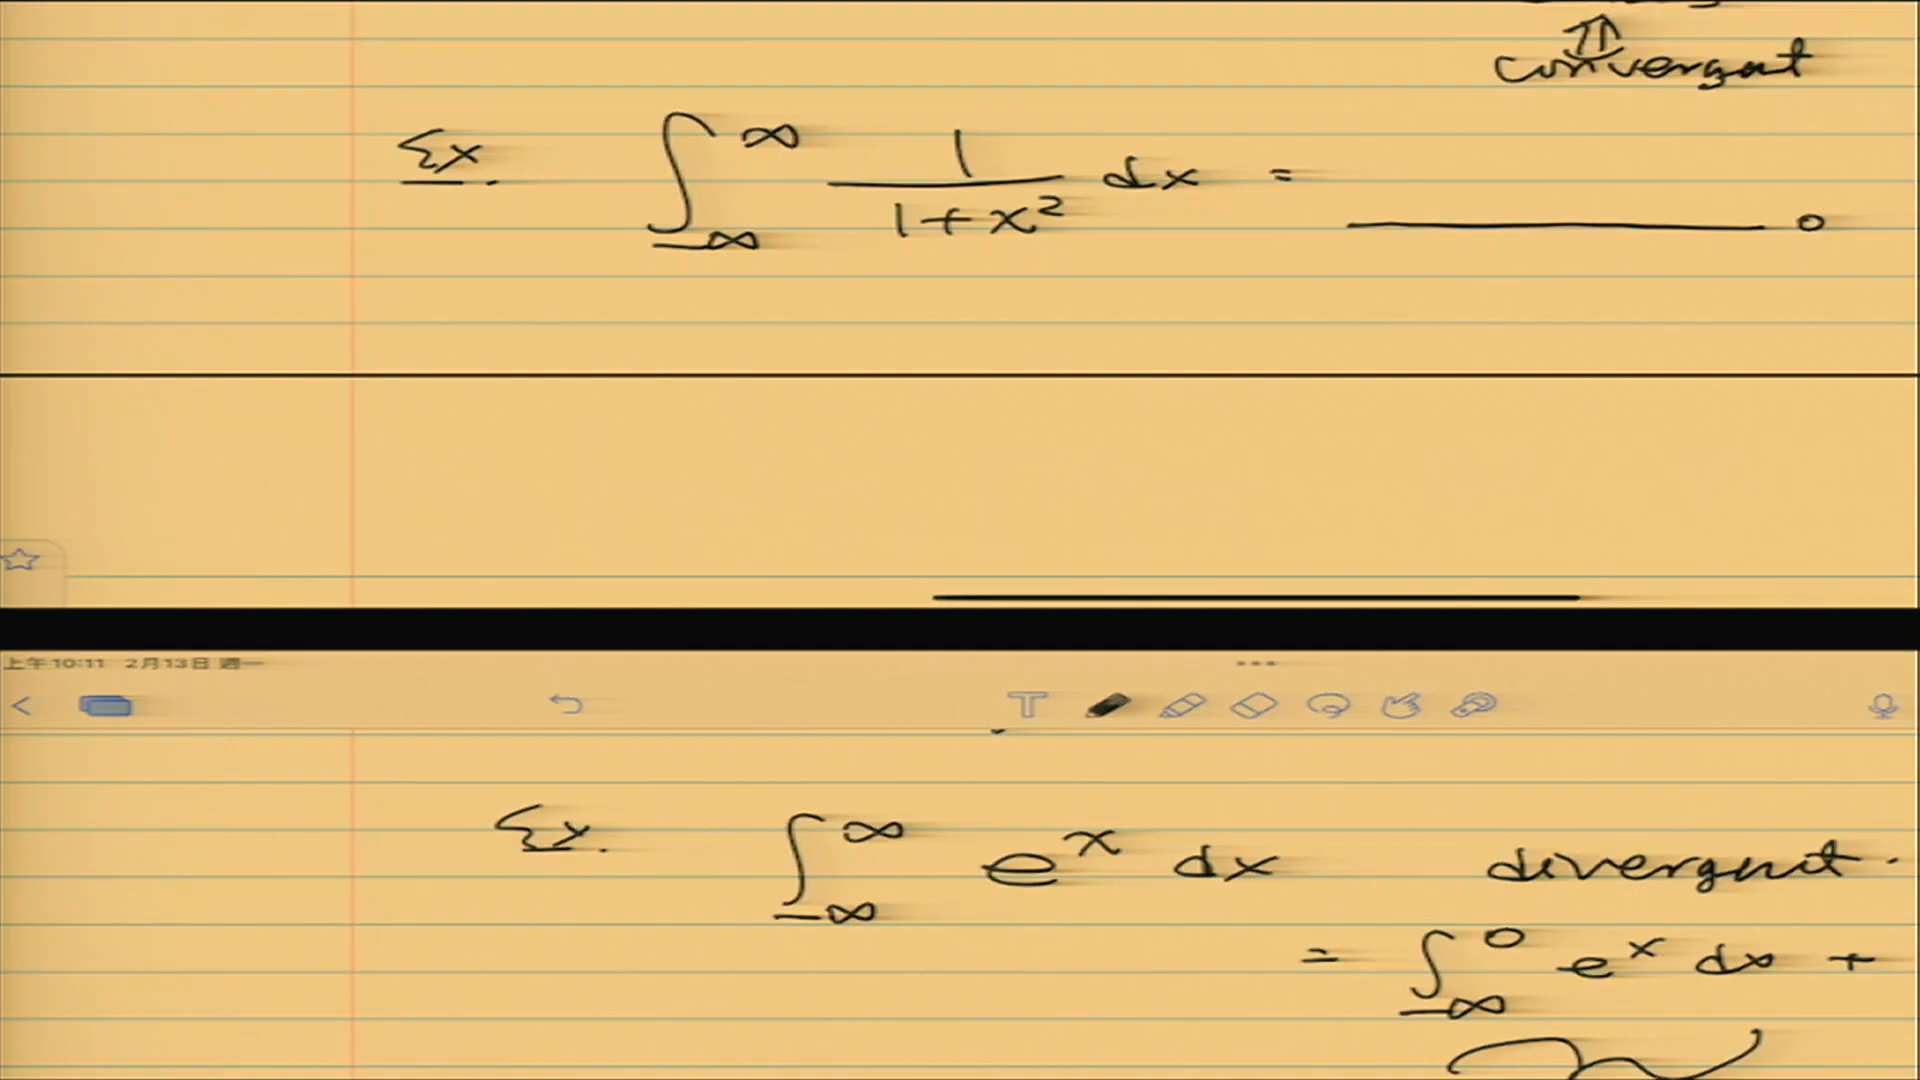 convergent
Ex. ∫_{-∞}^{∞} 1/(1+x²) dx = ________ 。
上午10:11 2月13日 週一
T
Ex. ∫_{-∞}^{∞} e^x dx divergent.
= ∫_{-∞}^{0} e^x dx +